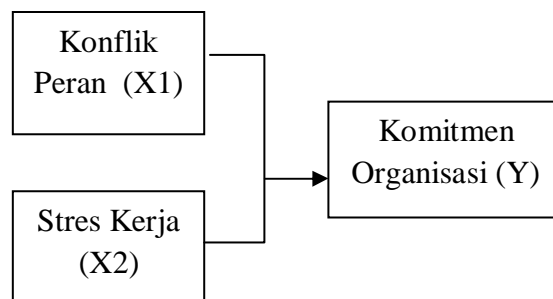 Konflik
Peran (X1)
Komitmen
Organisasi (Y)
Stres Kerja
(X2)